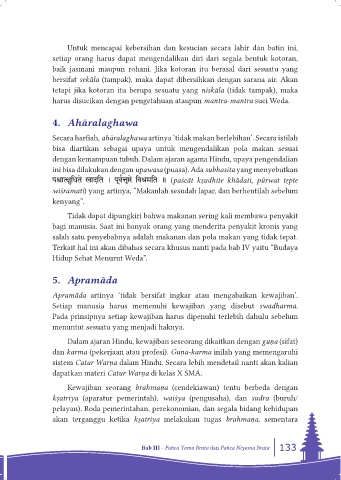 Untuk mencapai kebersihan dan kesucian secara lahir dan batin ini,
setiap orang harus dapat mengendalikan diri dari segala bentuk kotoran,
baik jasmani maupun rohani. Jika kotoran itu berasal dari sesuatu yang
bersifat sekāla (tampak), maka dapat dibersihkan dengan sarana air. Akan
tetapi jika kotoran itu berupa sesuatu yang niskāla (tidak tampak), maka
harus disucikan dengan pengetahuan ataupun mantra-mantra suci Weda.
4. Ahāralaghawa
Secara harfiah, ahāralaghawa artinya ‘tidak makan berlebihan’. Secara istilah
bisa diartikan sebagai upaya untuk mengendalikan pola makan sesuai
dengan kemampuan tubuh. Dalam ajaran agama Hindu, upaya pengendalian
ini bisa dilakukan dengan upawasa (puasa). Ada subhasita yang menyebutkan
पश्चात्क्षुधिते खादति । पूर्वंतृप्ते विश्रमति ॥ (paścāt kṣudhite khādati, pūrwaṁ tṛpte
wiśramati) yang artinya, “Makanlah sesudah lapar, dan berhentilah sebelum
kenyang”.
Tidak dapat dipungkiri bahwa makanan sering kali membawa penyakit
bagi manusia. Saat ini banyak orang yang menderita penyakit kronis yang
salah satu penyebabnya adalah makanan dan pola makan yang tidak tepat.
Terkait hal ini akan dibahas secara khusus nanti pada bab IV yaitu “Budaya
Hidup Sehat Menurut Weda”.
5. Apramāda
Apramāda artinya ‘tidak bersifat ingkar atau mengabaikan kewajiban’.
Setiap manusia harus memenuhi kewajiban yang disebut swadharma.
Pada prinsipnya setiap kewajiban harus dipenuhi terlebih dahulu sebelum
menuntut sesuatu yang menjadi haknya.
Dalam ajaran Hindu, kewajiban seseorang dikaitkan dengan guṇa (sifat)
dan karma (pekerjaan atau profesi). Guṇa-karma inilah yang memengaruhi
sistem Catur Warṇa dalam Hindu. Secara lebih mendetail nanti akan kalian
dapatkan materi Catur Warṇa di kelas X SMA.
Kewajiban seorang brahmaṇa (cendekiawan) tentu berbeda dengan
kṣatriya (aparatur pemerintah), waiśya (pengusaha), dan sudra (buruh/
pelayan). Roda pemerintahan, perekonomian, dan segala bidang kehidupan
akan terganggu ketika kṣatriya melakukan tugas brahmaṇa, sementara
Bab III - Pañca Yama Brata dan Pañca Niyama Brata 133